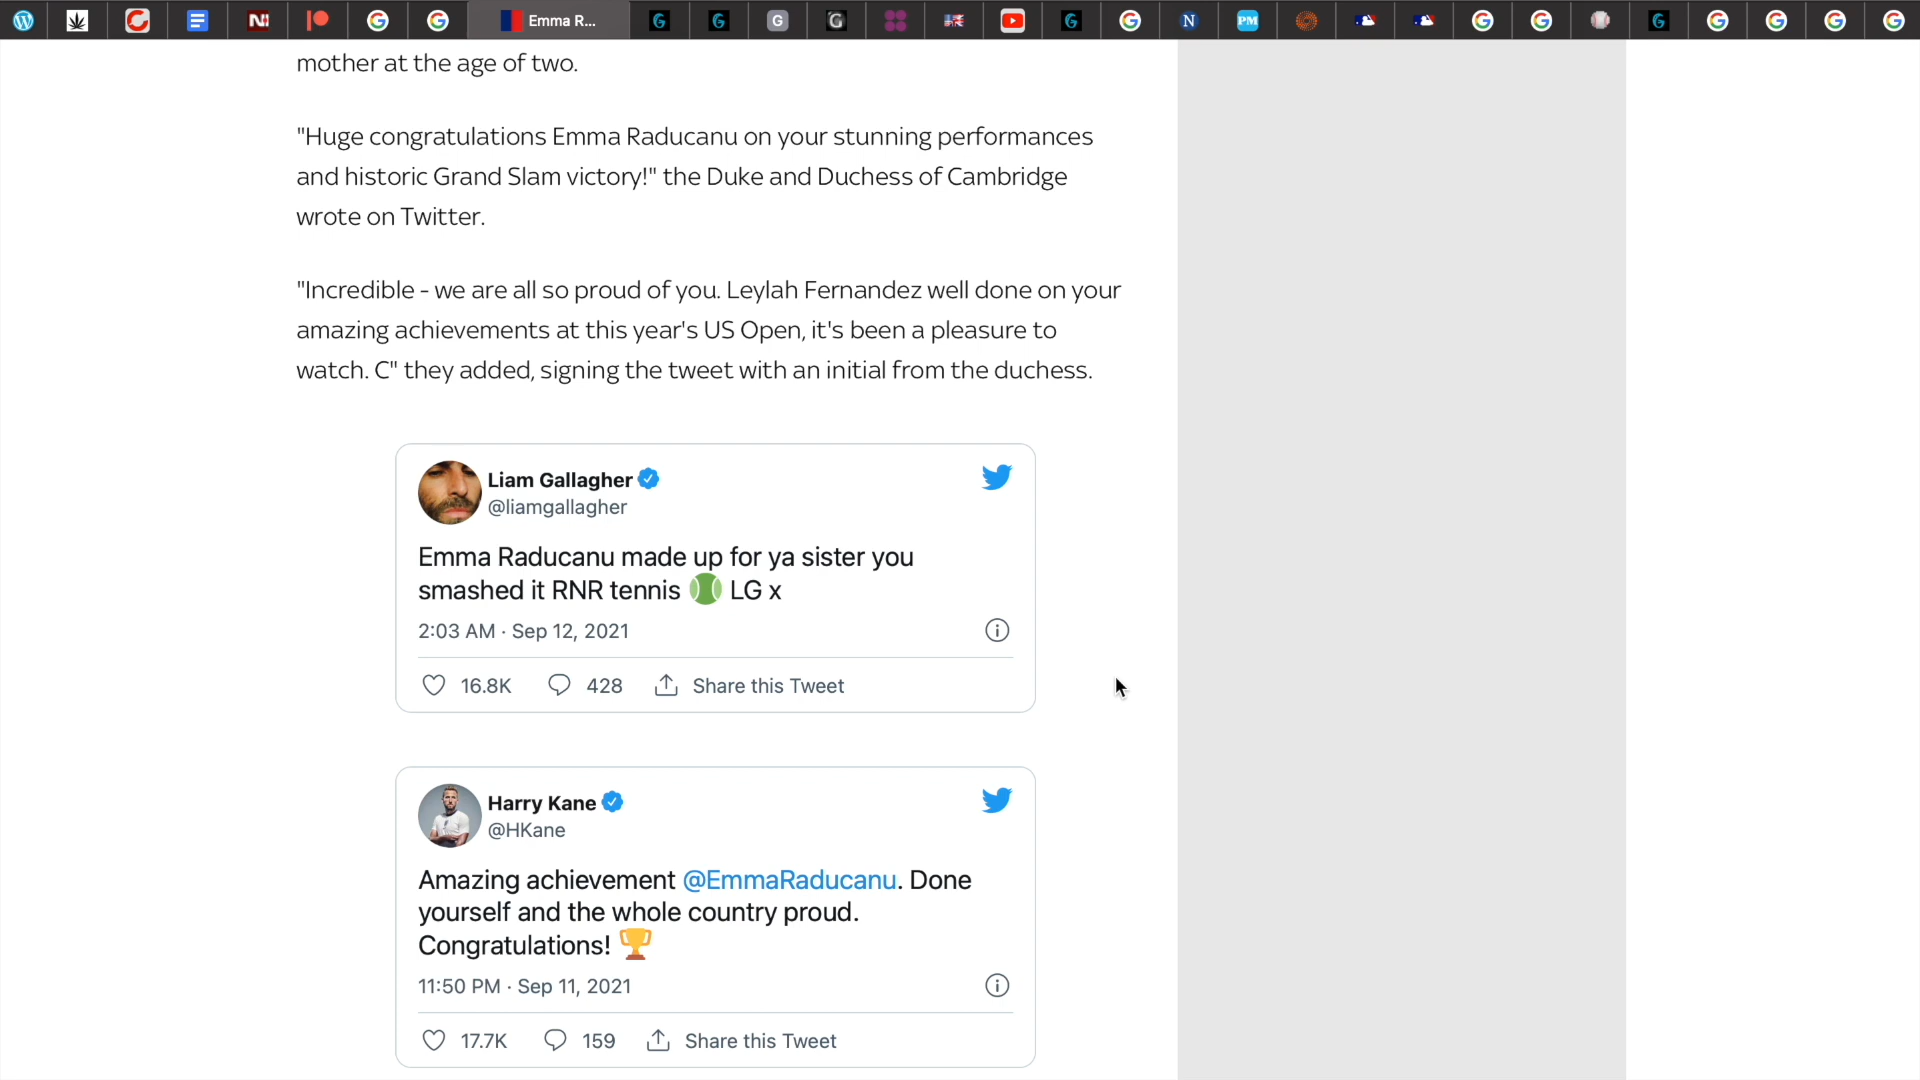 Emma R...
PM
mother at the age of two.
"Huge congratulations Emma Raducanu on your stunning performances
and historic Grand Slam victory!" the Duke and Duchess of Cambridge
wrote on Twitter.
"Incredible - we are all so proud of you. Leylah Fernandez well done on your
amazing achievements at this year's US Open, it's been a pleasure to
watch. C" they added, signing the tweet with an initial from the duchess.
Liam Gallagher
@liamgallagher
Emma Raducanu made up for ya sister you
smashed it RNR tennis LG x
2:03 AM · Sep 12, 2021
16.8K 428 Share this Tweet
Harry Kane
@HKane
Amazing achievement @EmmaRaducanu. Done
yourself and the whole country proud.
Congratulations!
11:50 PM · Sep 11, 2021
17.7K 159 Share this Tweet